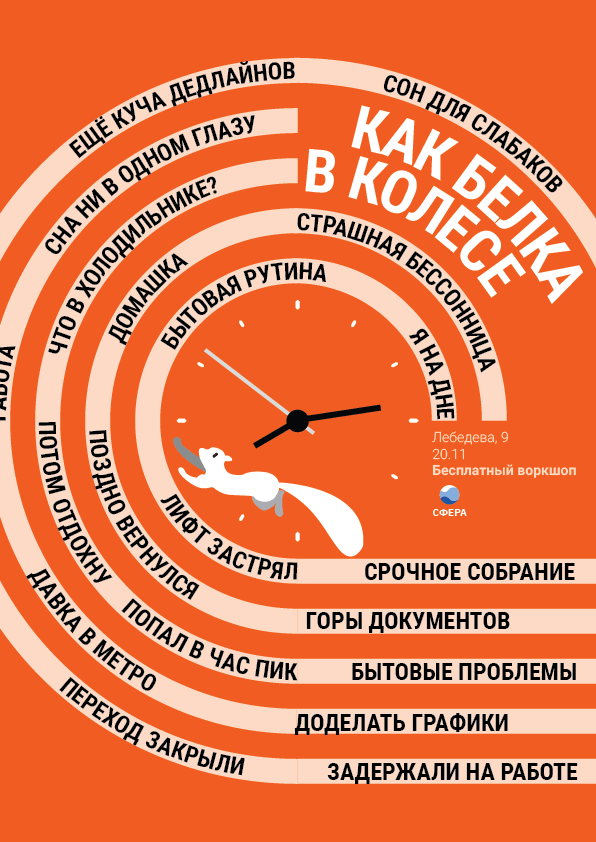 ЕЩЁ КУЧА ДЕДЛАЙНОВ
СОН ДЛЯ СЛАБАКОВ
КАК БЕЛКА
В КОЛЕСЕ
СНА НИ В ОДНОМ ГЛАЗУ
ЧТО В ХОЛОДИЛЬНИКЕ?
ДОМАШКА
СТРАШНАЯ БЕССОННИЦА
БЫТОВАЯ РУТИНА
Я НА ДНЕ
Лебедева, 9
20.11
Бесплатный воркшоп
СФЕРА
ПОТОМ ОТДОХНУ
ПОЗДНО ВЕРНУЛСЯ
ЛИФТ ЗАСТРЯЛ
СРОЧНОЕ СОБРАНИЕ
ГОРЫ ДОКУМЕНТОВ
ПОПАЛ В ЧАС ПИК
БЫТОВЫЕ ПРОБЛЕМЫ
ДАВКА В МЕТРО
ДОДЕЛАТЬ ГРАФИКИ
ПЕРЕХОД ЗАКРЫЛИ
ЗАДЕРЖАЛИ НА РАБОТЕ